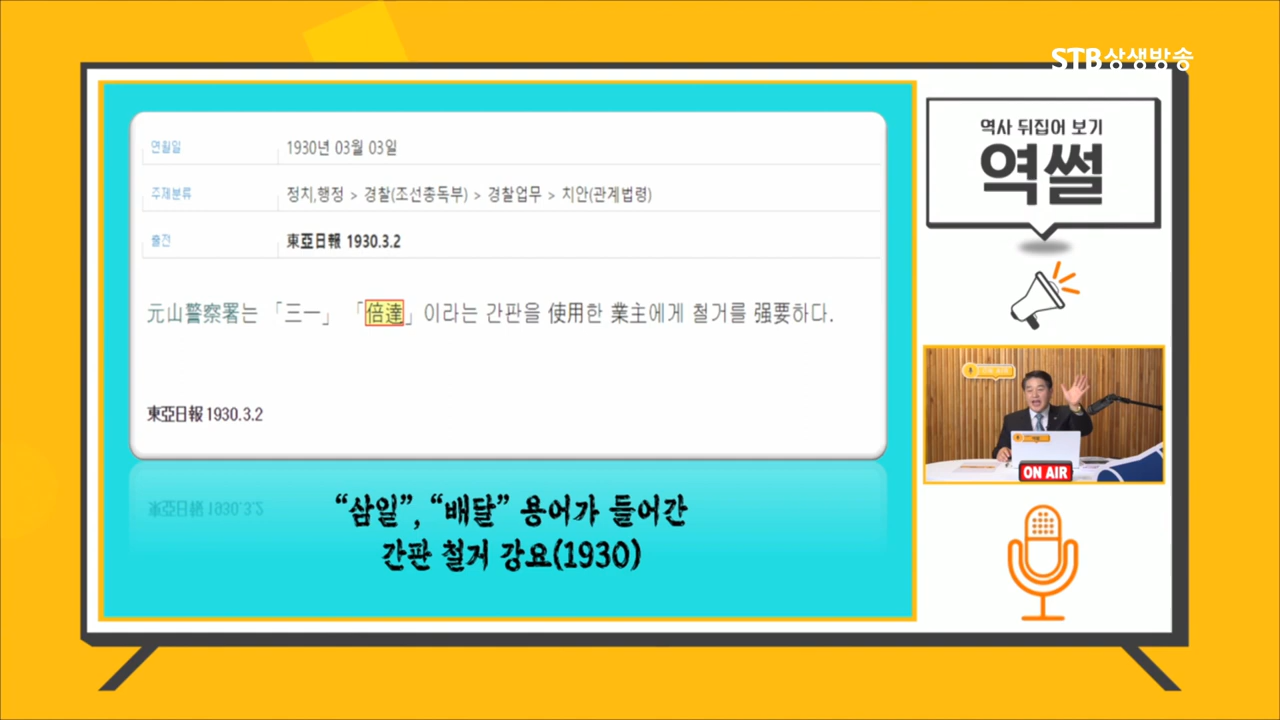 STB상생방송
연월일
1930년 03월 03일
주제분류
정치,행정 > 경찰(조선총독부) > 경찰업무 > 치안(관계법령)
출전
東亞日報 1930.3.2
元山警察署는 「三一」 「倍達」이라는 간판을 使用한 業主에게 철거를 强要하다.
東亞日報 1930.3.2
“삼일”, “배달” 용어가 들어간
간판 철거 강요(1930)
역사 뒤집어 보기
역썰
ON AIR